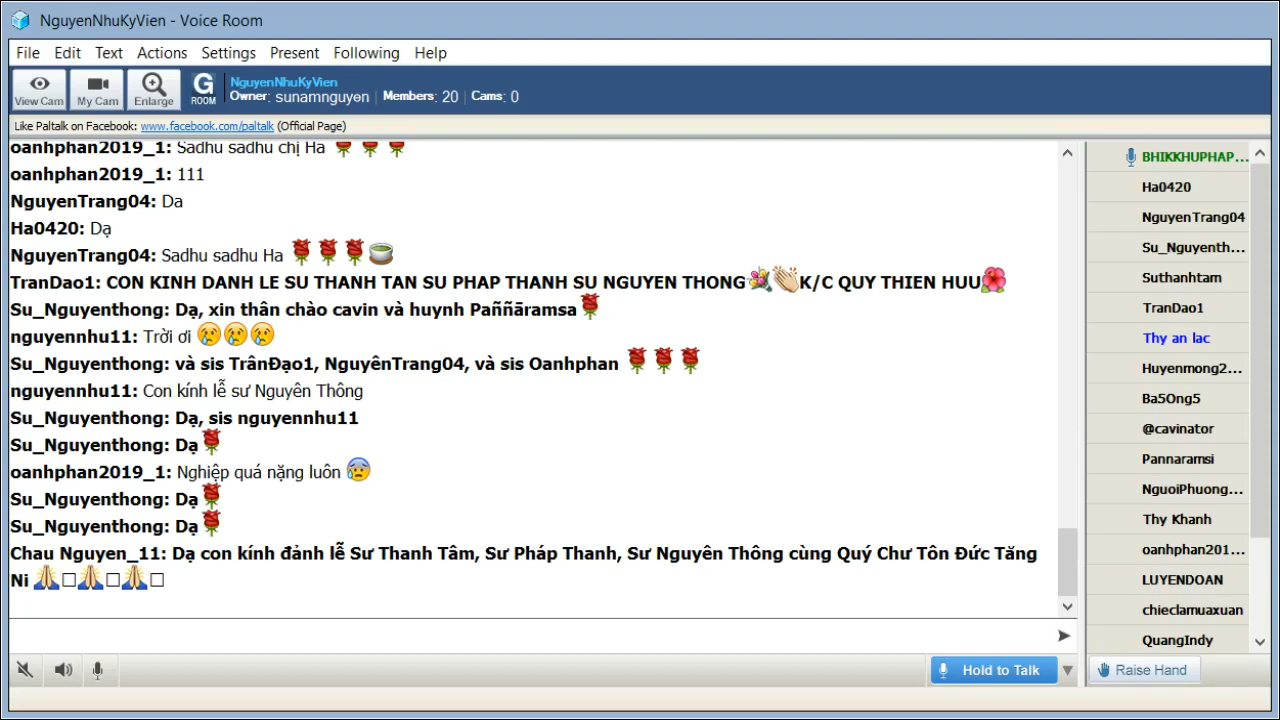 NguyenNhuKyVien - Voice Room
File Edit Text Actions Settings Present Following Help
View Cam My Cam Enlarge G ROOM
NguyenNhuKyVien
Owner: sunamnguyen | Members: 20 | Cams: 0
Like Paltalk on Facebook: www.facebook.com/paltalk (Official Page)
oanhphan2019_1: Sadhu sadhu chị Ha
oanhphan2019_1: 111
NguyenTrang04: Da
Ha0420: Dạ
NguyenTrang04: Sadhu sadhu Ha
TranDao1: CON KINH DANH LE SU THANH TAN SU PHAP THANH SU NGUYEN THONG K/C QUY THIEN HUU
Su_Nguyenthong: Dạ, xin thân chào cavin và huynh Paññāramsa
nguyennhu11: Trời ơi
Su_Nguyenthong: và sis TrânĐạo1, NguyênTrang04, và sis Oanhphan
nguyennhu11: Con kính lễ sư Nguyên Thông
Su_Nguyenthong: Dạ, sis nguyennhu11
Su_Nguyenthong: Dạ
oanhphan2019_1: Nghiệp quá nặng luôn
Su_Nguyenthong: Dạ
Su_Nguyenthong: Dạ
Chau Nguyen_11: Dạ con kính đảnh lễ Sư Thanh Tâm, Sư Pháp Thanh, Sư Nguyên Thông cùng Quý Chư Tôn Đức Tăng
Ni
BHIKKHUPHAP...
Ha0420
NguyenTrang04
Su_Nguyenth...
Suthanhtam
TranDao1
Thy an lac
Huyenmong2...
Ba5Ong5
@cavinator
Pannaramsi
NguoiPhuong...
Thy Khanh
oanhphan201...
LUYENDOAN
chieclamuaxuan
QuangIndy
Hold to Talk
Raise Hand